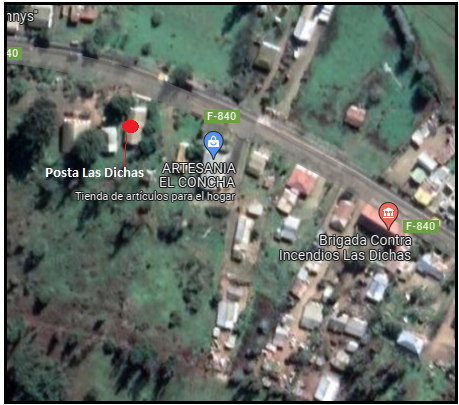 nnys'
40
F-840
Posta Las Dichas
ARTESANIA
EL CONCHA
Tienda de artículos para el hogar
F-840
Brigada Contra
Incendios Las Dichas